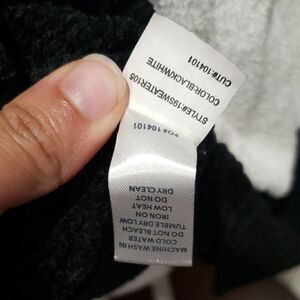 CUT#:104101
COLOR:BLACK/WHITE
STYLE#19SWEATER105
PO#104101
MACHINE WASH IN
COLD WATER
DO NOT BLEACH
TUMBLE DRY LOW
IRON ON
LOW HEAT
DO NOT
DRY CLEAN